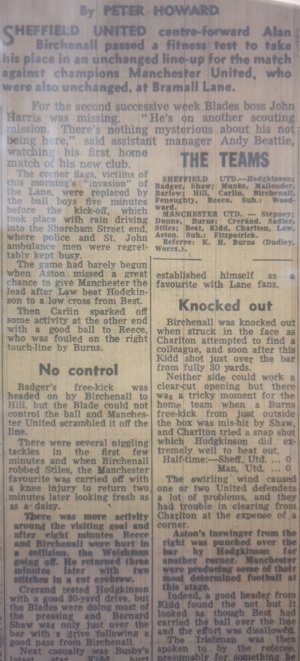 By PETER HOWARD
SHEFFIELD UNITED centre-forward Alan
Birchenall passed a fitness test to take
his place in an unchanged line-up for the match
against champions Manchester United, who
were also unchanged, at Bramall Lane.
For the second successive week Blades boss John
Harris was missing. "He's on another scouting
mission. There's nothing mysterious about his not
being here," said assistant manager Andy Beattie,
watching his first home
match of his new club.
The corner flags, victims of
this morning's "invasion" of
the Lane, were replaced by
the ball boys five minutes
before the kick-off, which
took place with rain driving
into the Shoreham Street end,
where police and St. John
ambulance men were regret-
tably kept busy.
The game had barely begun
when Aston missed a great
chance to give Manchester the
lead after Law beat Hodgkin-
son to a low cross from Best.
Then Carlin sparked off
some activity at the other end
with a good ball to Reece,
who was fouled on the right
touch-line by Burns.
No control
Badger's free-kick was
headed on by Birchenall to
Hill, but the Blade could not
control the ball and Manches-
ter United scrambled it off the
line.
There were several niggling
tackles in the first few
minutes and when Birchenall
robbed Stiles, the Manchester
favourite was carried off with
a knee injury to return two
minutes later looking fresh as
as a daisy.
There was more activity
around the visiting goal and
after eight minutes Reece
and Birchenall were hurt in
a collision, the Welshman
going off. He returned three
minutes later with two
stitches in a cut eyebrow.
Crerand tested Hodgkinson
with a good 30-yard drive, but
the Blades were doing most of
the pressing and Bernard
Shaw was only just over the
bar with a drive following a
good pass from Birchenall.
Next casualty was Busby's
THE TEAMS
SHEFFIELD UTD.—Hodgkinson;
Badger, Shaw; Munks, Mallender,
Barlow; Hill, Carlin, Birchenall,
Fenoughty, Reece. Sub.: Wood-
ward.
MANCHESTER UTD. — Stepney;
Dunne, Burns; Crerand, Sadler,
Stiles; Best, Kidd, Charlton, Law,
Aston. Sub.: Fitzpatrick.
Referee: K. H. Burns (Dudley,
Worcs.).
established himself as a
favourite with Lane fans.
Knocked out
Birchenall was knocked out
when struck in the face as
Charlton attempted to find a
colleague, and soon after this
Kidd shot just over the bar
from fully 30 yards.
Neither side could work a
clear-cut opening but there
was a tricky moment for the
home team when a Burns
free-kick from just outside
the box was mis-hit by Shaw,
and Charlton tried a snap shot
which Hodgkinson did ex-
tremely well to beat out.
Half-time:—Sheff. Utd. ... 0
Man. Utd. ... 0
The swirling wind caused
one or two United defenders
a lot of problems, and they
had trouble in clearing from
Charlton at the expense of a
corner.
Aston's inswinger from the
right was punched over the
bar by Hodgkinson for
another corner. Manchester
were producing some of their
most determined football at
this stage.
Indeed, a good header from
Kidd found the net but it
looked as though Best had
carried the ball over the line
and the effort was disallowed.
The Irishman was then
spoken to by the referee,
presumably for something he